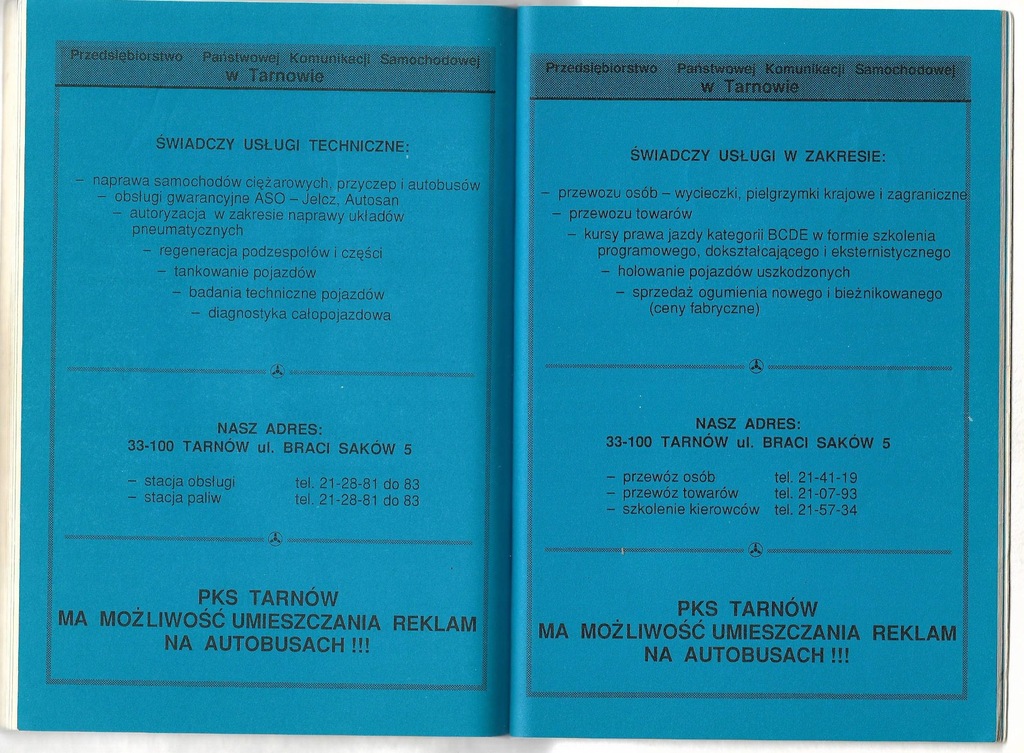 Przedsiębiorstwo Państwowej Komunikacji Samochodowej
w Tarnowie
ŚWIADCZY USŁUGI TECHNICZNE:
– naprawa samochodów ciężarowych, przyczep i autobusów
– obsługi gwarancyjne ASO – Jelcz, Autosan
– autoryzacja w zakresie naprawy układów
pneumatycznych
– regeneracja podzespołów i części
– tankowanie pojazdów
– badania techniczne pojazdów
– diagnostyka całopojazdowa
NASZ ADRES:
33-100 TARNÓW ul. BRACI SAKÓW 5
– stacja obsługi tel. 21-28-81 do 83
– stacja paliw tel. 21-28-81 do 83
PKS TARNÓW
MA MOŻLIWOŚĆ UMIESZCZANIA REKLAM
NA AUTOBUSACH !!!
Przedsiębiorstwo Państwowej Komunikacji Samochodowej
w Tarnowie
ŚWIADCZY USŁUGI W ZAKRESIE:
– przewozu osób – wycieczki, pielgrzymki krajowe i zagraniczne
– przewozu towarów
– kursy prawa jazdy kategorii BCDE w formie szkolenia
programowego, dokształcającego i eksternistycznego
– holowanie pojazdów uszkodzonych
– sprzedaż ogumienia nowego i bieżnikowanego
(ceny fabryczne)
NASZ ADRES:
33-100 TARNÓW ul. BRACI SAKÓW 5
– przewóz osób tel. 21-41-19
– przewóz towarów tel. 21-07-93
– szkolenie kierowców tel. 21-57-34
PKS TARNÓW
MA MOŻLIWOŚĆ UMIESZCZANIA REKLAM
NA AUTOBUSACH !!!